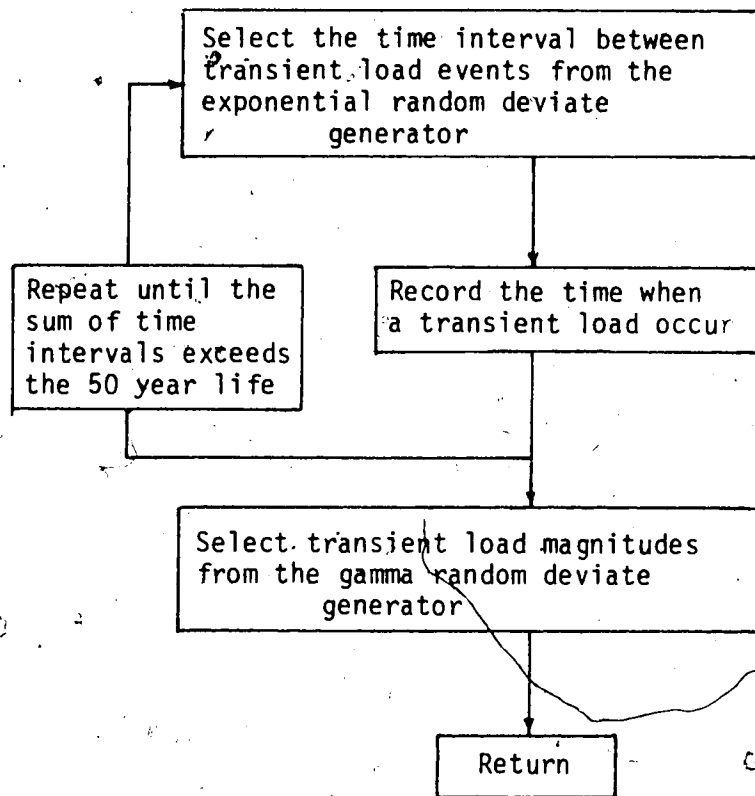 Select the time interval between
transient load events from the
exponential random deviate
generator
Repeat until the
sum of time
intervals exceeds
the 50 year life
Record the time when
a transient load occur
Select transient load magnitudes
from the gamma random deviate
generator
Return